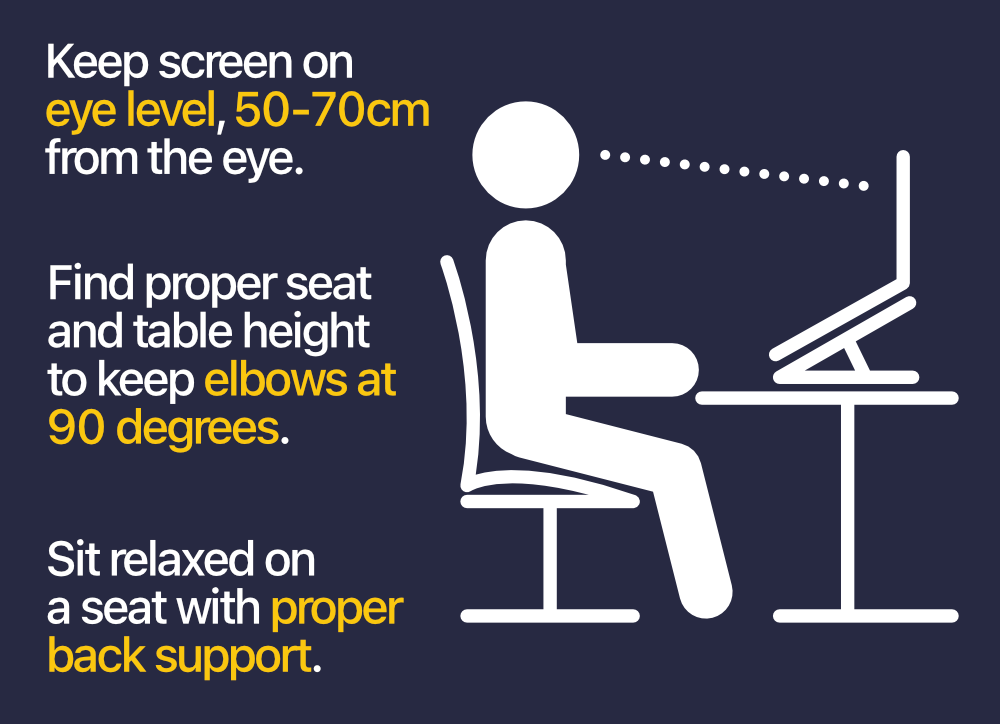 Keep screen on
eye level, 50-70cm
from the eye.
Find proper seat
and table height
to keep elbows at
90 degrees.
Sit relaxed on
a seat with proper
back support.